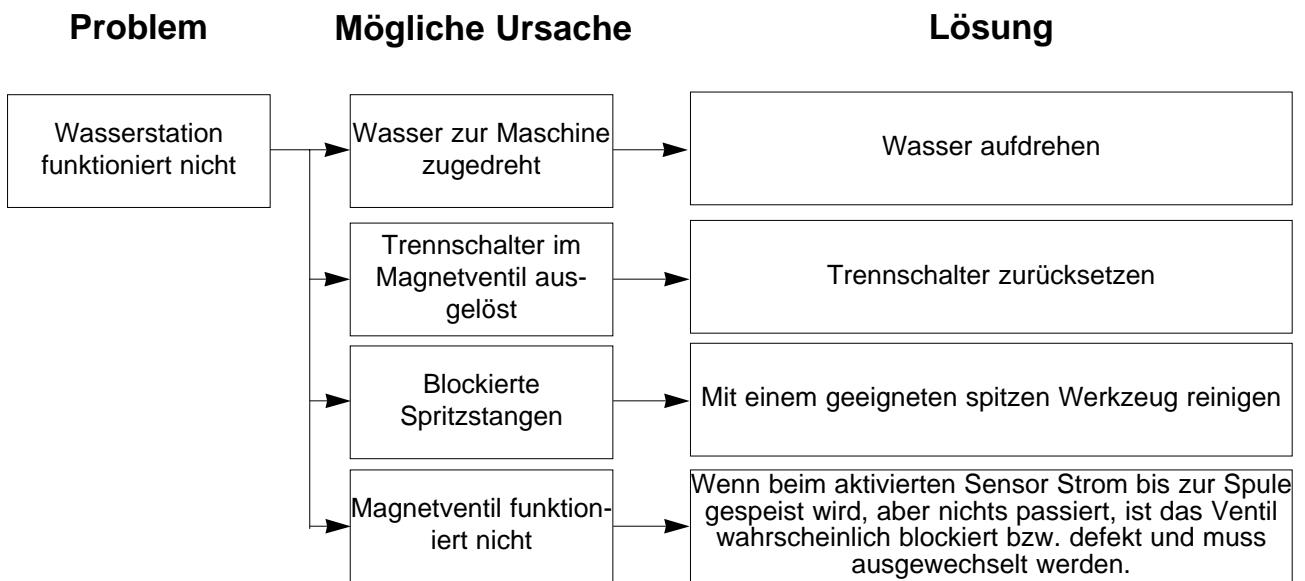 Problem
Mögliche Ursache
Lösung
Wasserstation
funktioniert nicht
Wasser zur Maschine
zugedreht
Wasser aufdrehen
Trennschalter im
Magnetventil aus-
gelöst
Trennschalter zurücksetzen
Blockierte
Spritzstangen
Mit einem geeigneten spitzen Werkzeug reinigen
Magnetventil funktion-
iert nicht
Wenn beim aktivierten Sensor Strom bis zur Spule
gespeist wird, aber nichts passiert, ist das Ventil
wahrscheinlich blockiert bzw. defekt und muss
ausgewechselt werden.